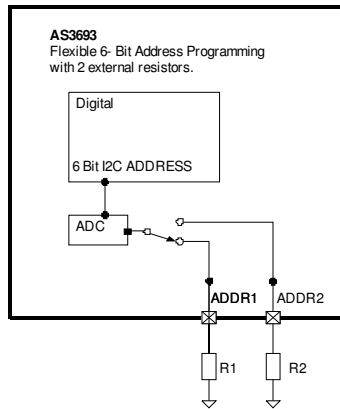 AS3693
Flexible 6- Bit Address Programming
with 2 external resistors.
Digital
6 Bit I2C ADDRESS
ADC
ADDR1
ADDR2
R1
R2